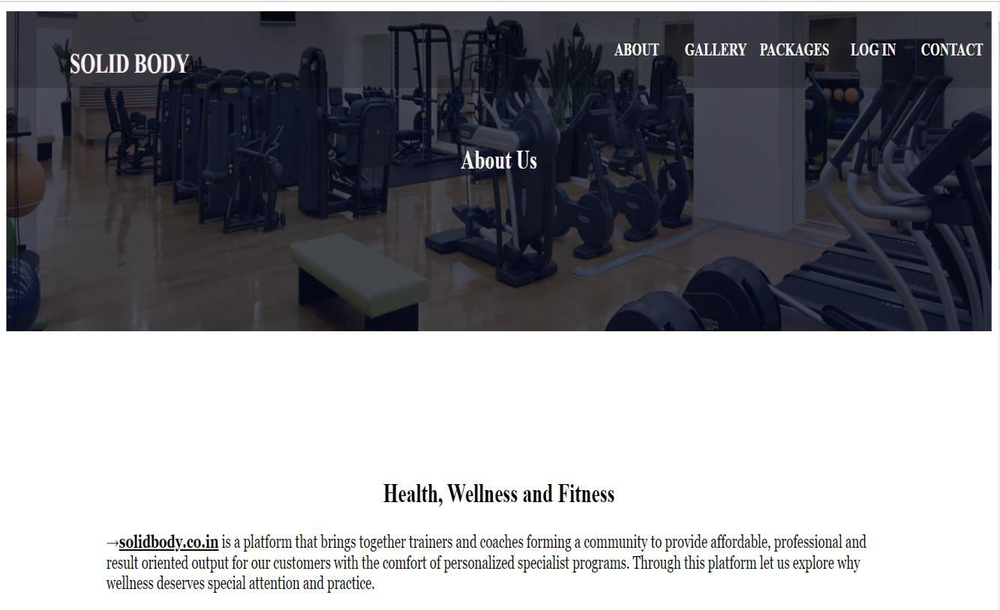 SOLID BODY
ABOUT GALLERY PACKAGES LOG IN CONTACT
About Us
Health, Wellness and Fitness
→solidbody.co.in is a platform that brings together trainers and coaches forming a community to provide affordable, professional and
result oriented output for our customers with the comfort of personalized specialist programs. Through this platform let us explore why
wellness deserves special attention and practice.